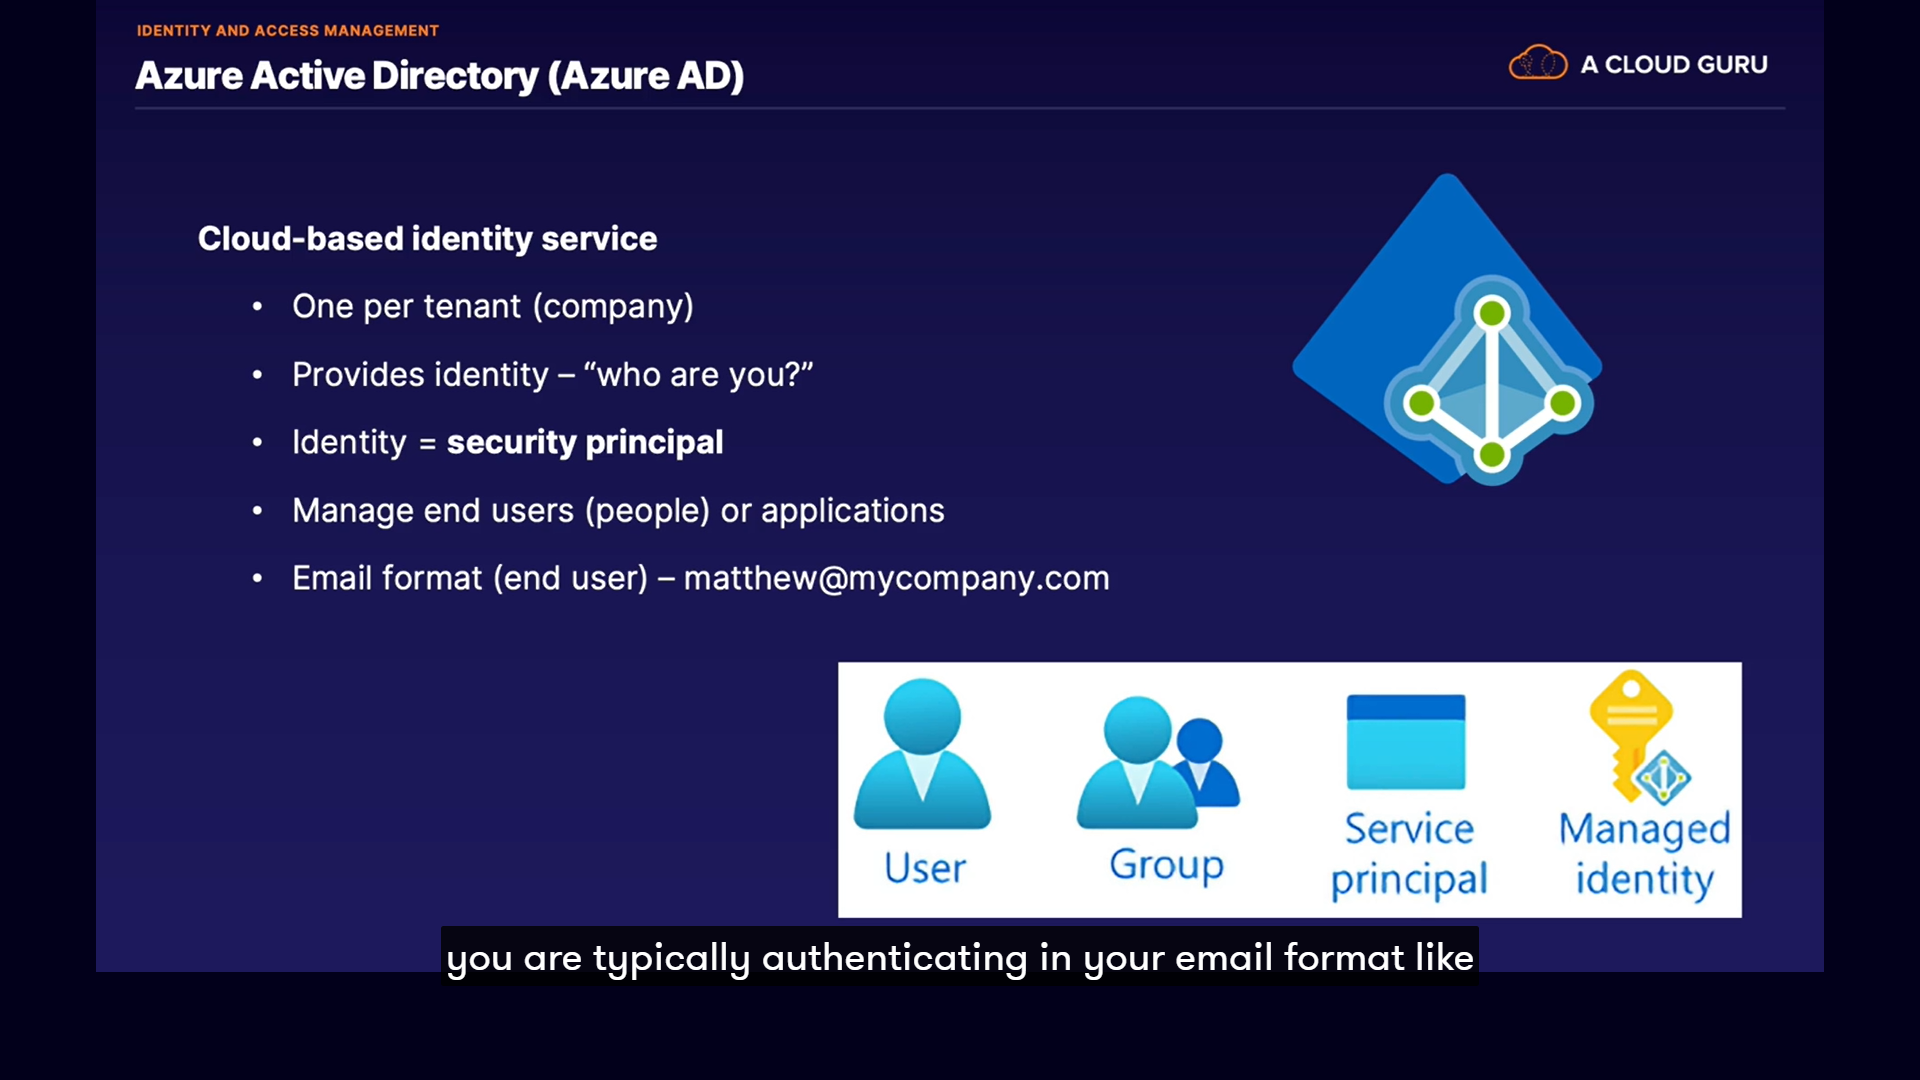 IDENTITY AND ACCESS MANAGEMENT
Azure Active Directory (Azure AD)
A CLOUD GURU
Cloud-based identity service
• One per tenant (company)
• Provides identity – “who are you?”
• Identity = security principal
• Manage end users (people) or applications
• Email format (end user) – matthew@mycompany.com
User
Group
Service
principal
Managed
identity
you are typically authenticating in your email format like